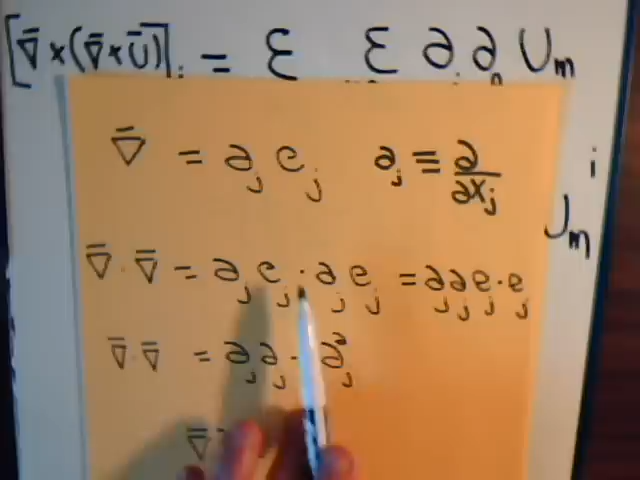 [∇̄×(∇̄×Ū)] = ε ε ∂ ∂ₙ Uₘ
∇̄ = ∂ⱼ eⱼ ∂ⱼ ≡ ∂/∂xⱼ
Jₘ
∇̄ · ∇̄ = ∂ⱼ eⱼ · ∂ⱼ eⱼ = ∂ⱼ ∂ⱼ eⱼ · eⱼ
∇̄ · ∇̄ = ∂ⱼ ∂ⱼ ∂ⱼ²
∇̄